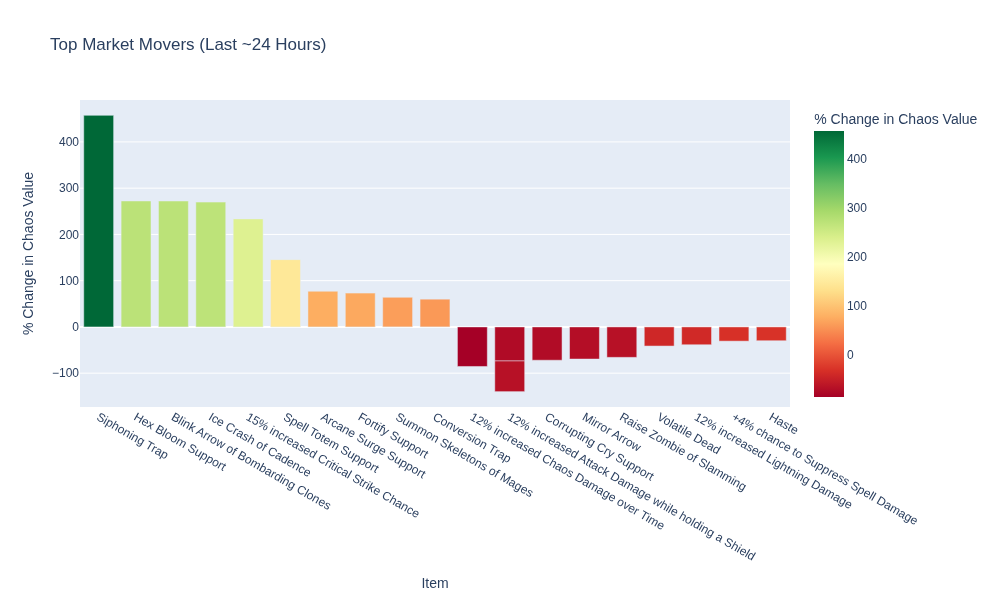 Top Market Movers (Last ~24 Hours)
% Change in Chaos Value
400
300
200
100
0
−100
Siphoning Trap
Hex Bloom Support
Blink Arrow of Bombarding Clones
Ice Crash of Cadence
15% increased Critical Strike Chance
Spell Totem Support
Arcane Surge Support
Fortify Support
Summon Skeletons of Mages
Conversion Trap
12% increased Chaos Damage over Time
12% increased Attack Damage while holding a Shield
Corrupting Cry Support
Mirror Arrow
Raise Zombie of Slamming
Volatile Dead
12% increased Lightning Damage
+4% chance to Suppress Spell Damage
Haste
Item
% Change in Chaos Value
400
300
200
100
0